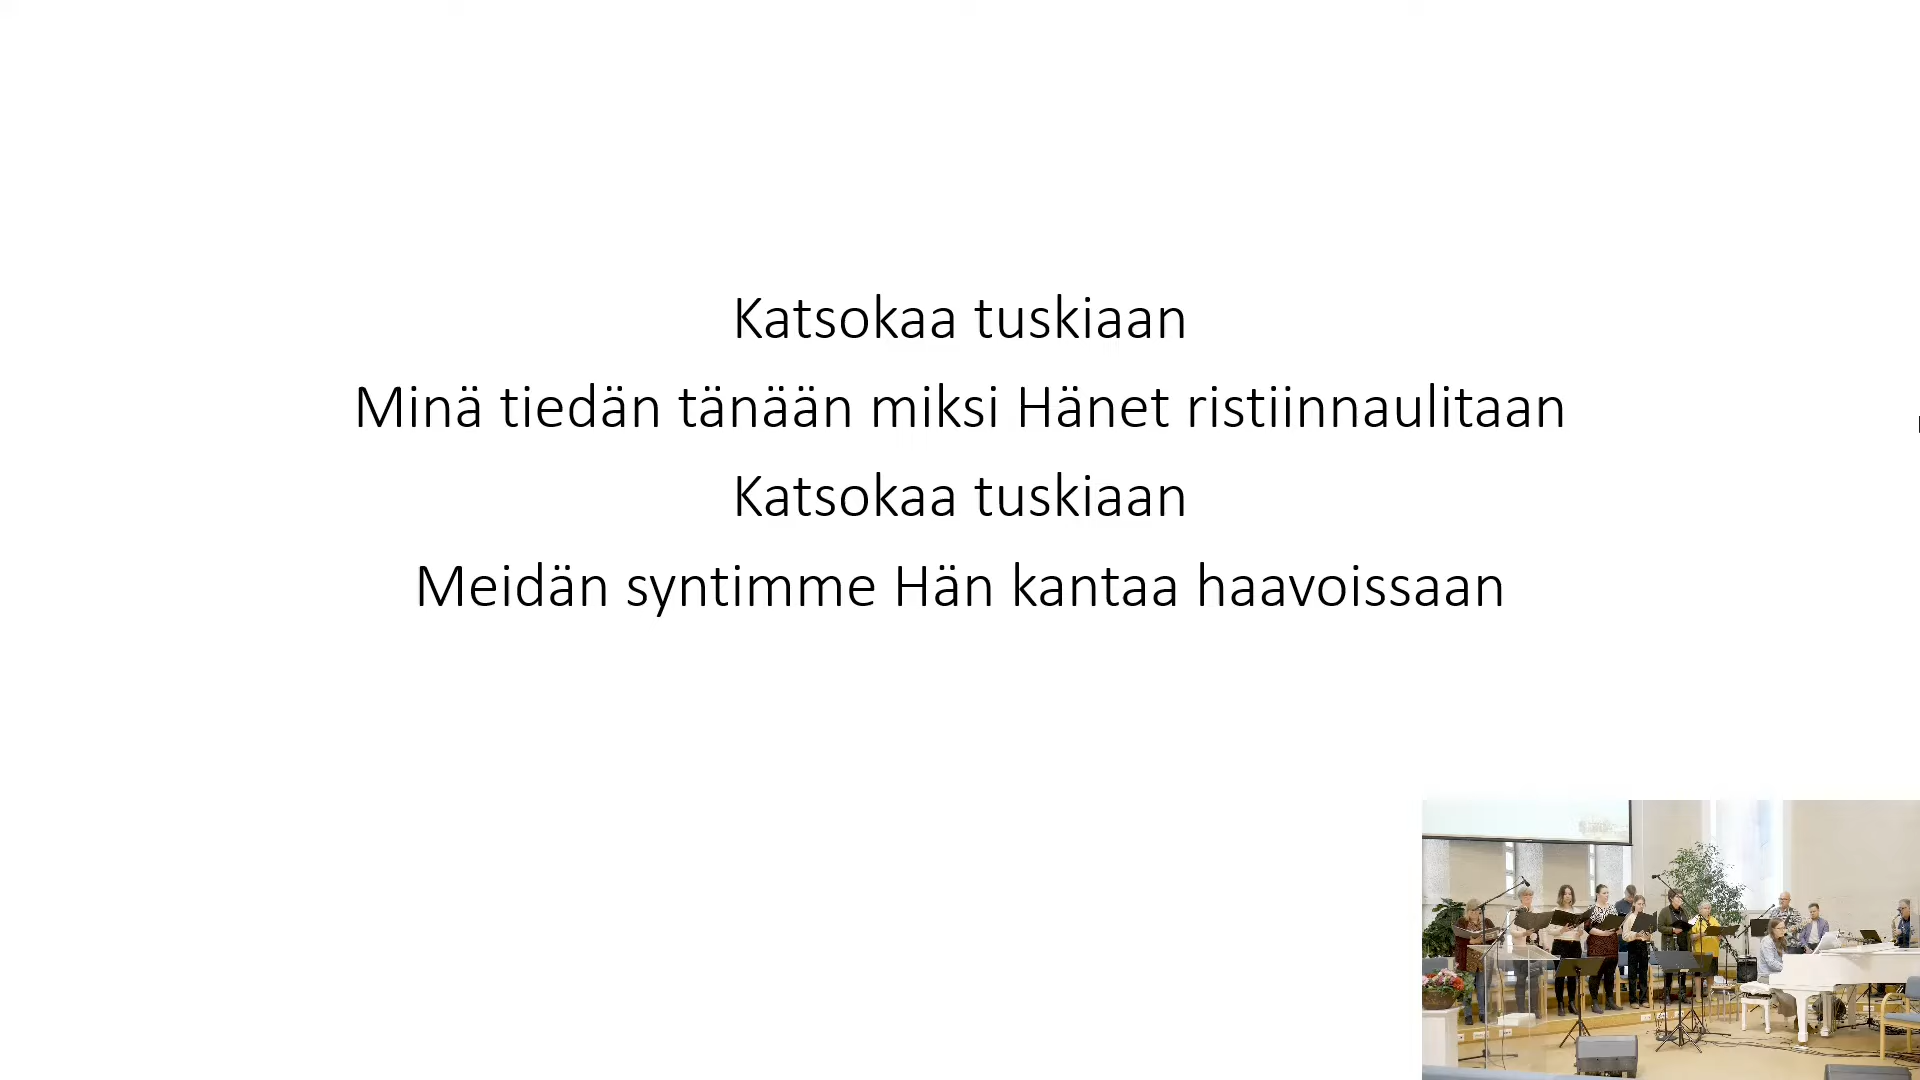 Katsokaa tuskiaan
Minä tiedän tänään miksi Hänet ristiinnaulitaan
Katsokaa tuskiaan
Meidän syntimme Hän kantaa haavoissaan